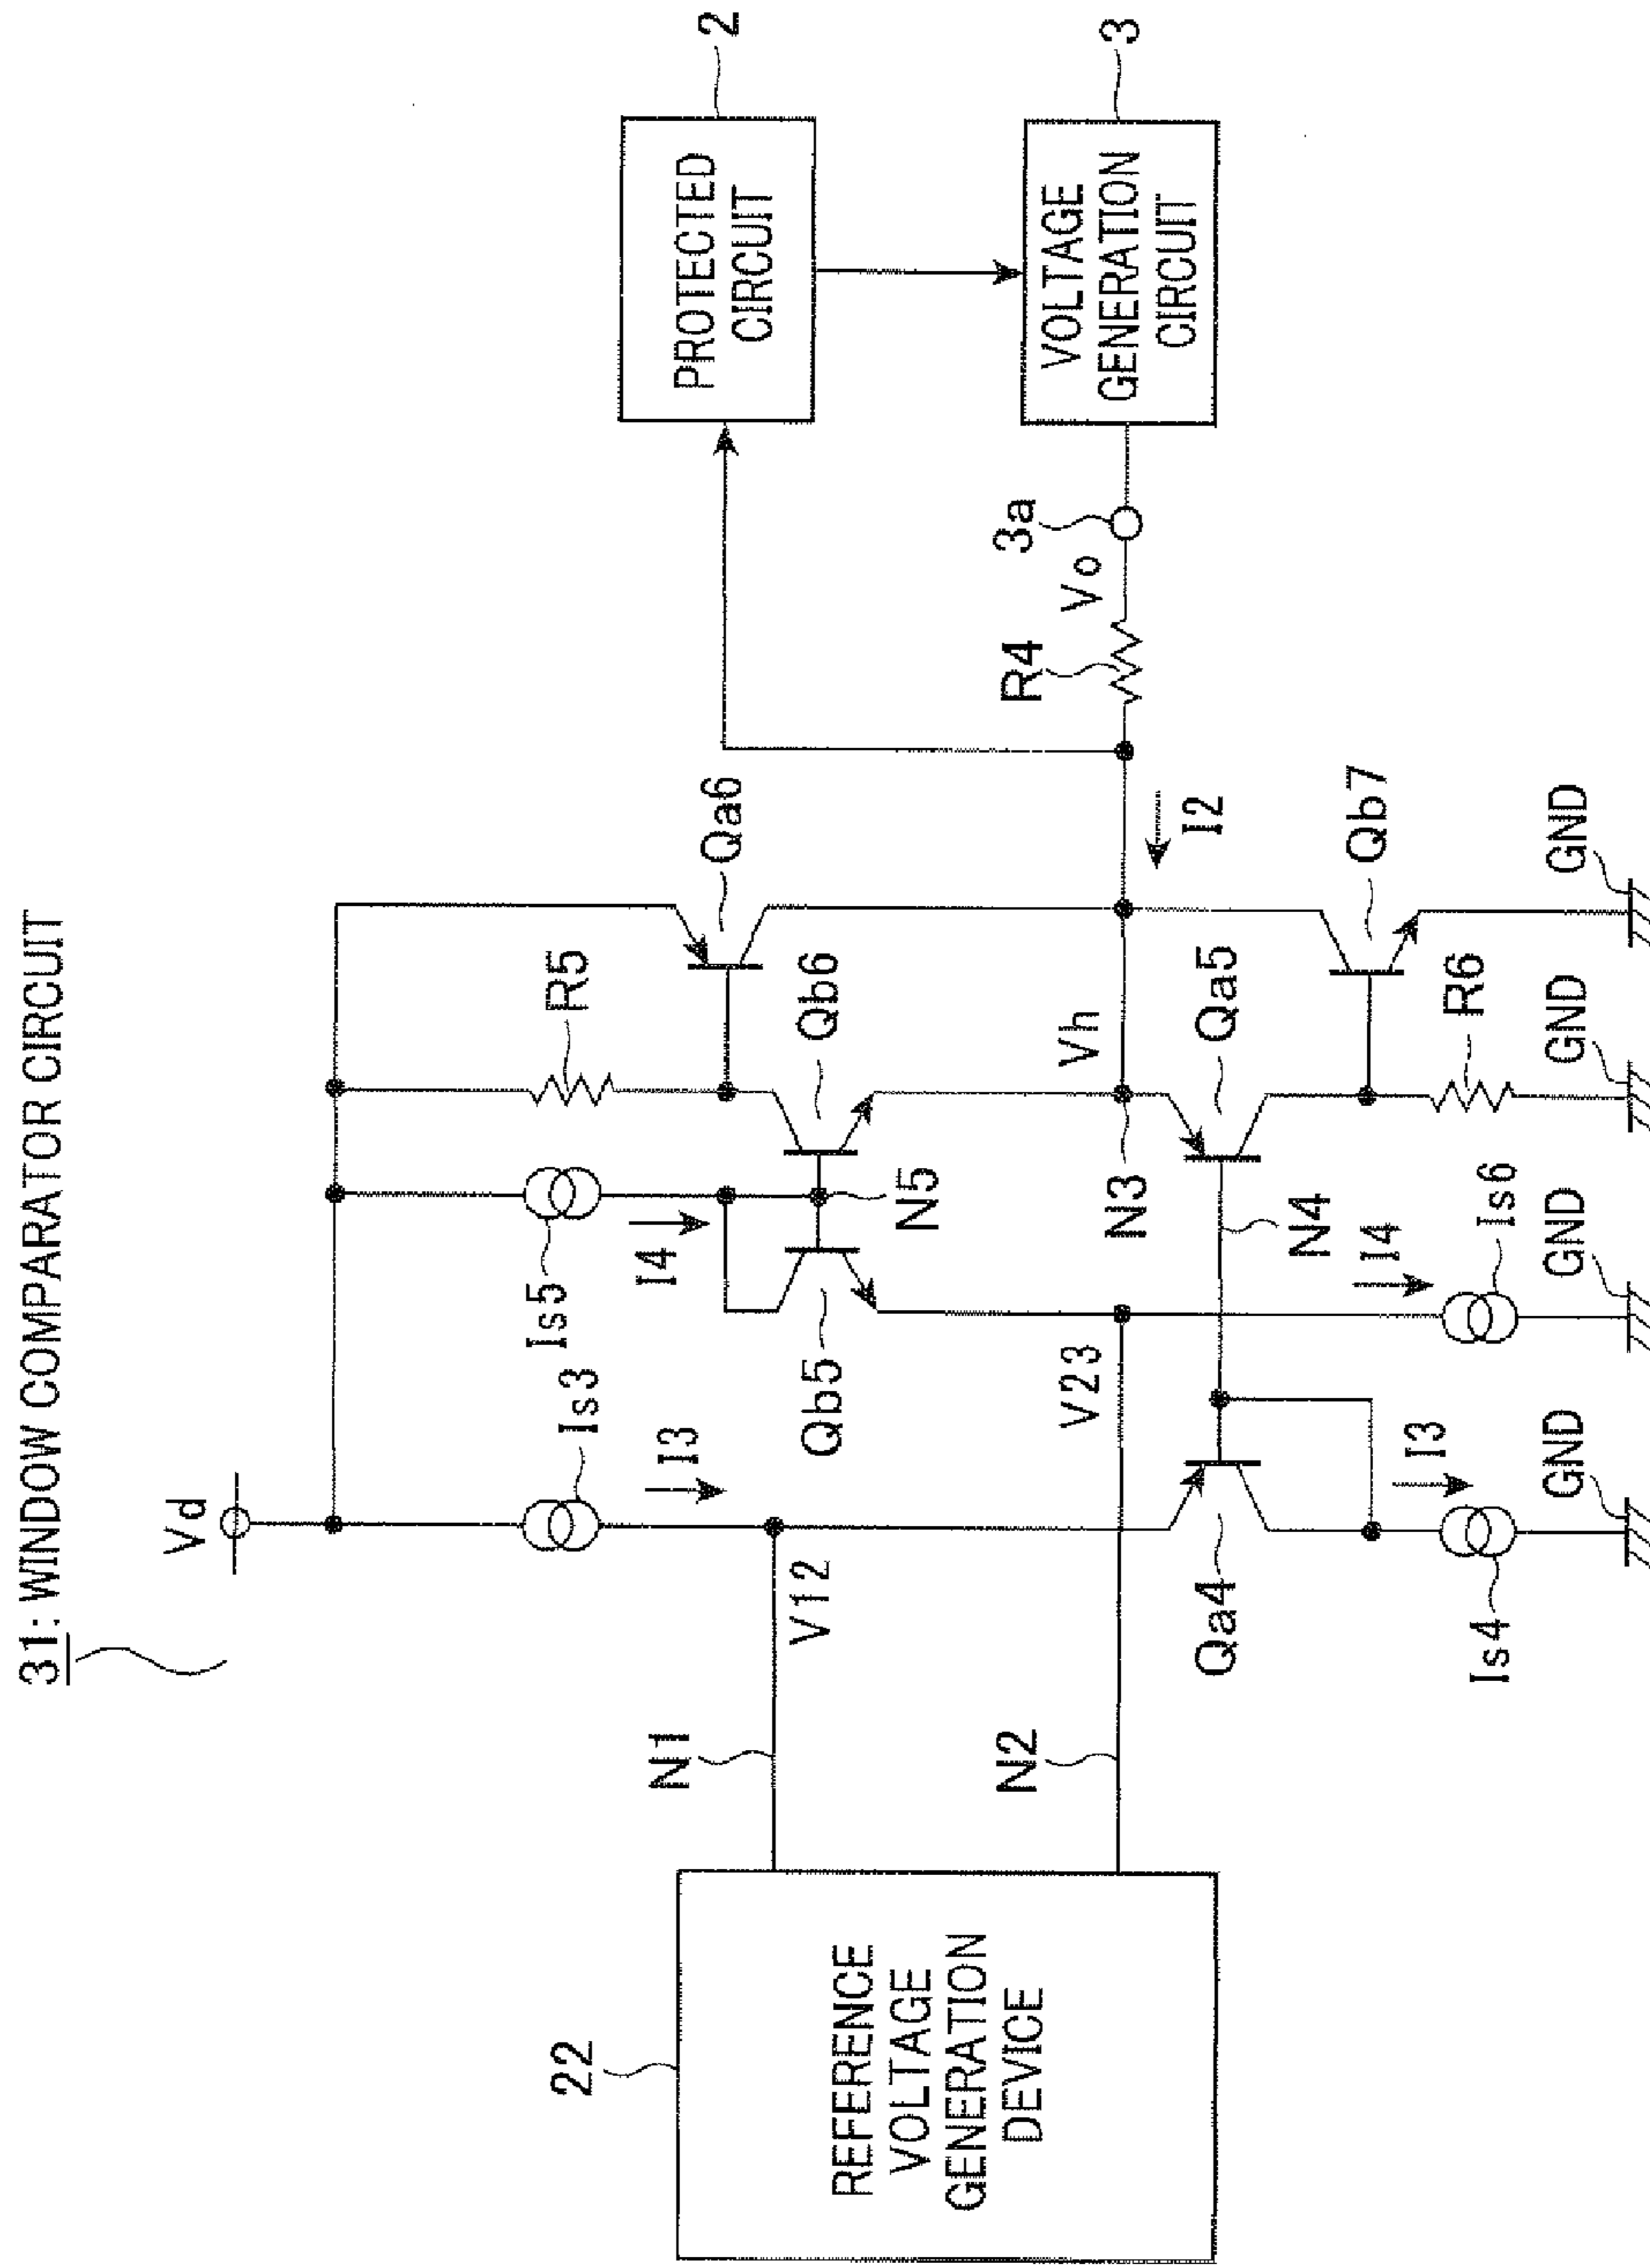 31: WINDOW COMPARATOR CIRCUIT
Vd
Is3
I3
Is5
I4
R5
Qa6
Qb5
Qb6
N5
N1
V12
22
REFERENCE
VOLTAGE
GENERATION
DEVICE
N2
V23
Vh
N3
I2
R4
Vo
3a
PROTECTED
CIRCUIT
2
VOLTAGE
GENERATION
CIRCUIT
3
Qa4
N4
Qa5
Qb7
I3
Is4
I4
Is6
R6
GND
GND
GND
GND